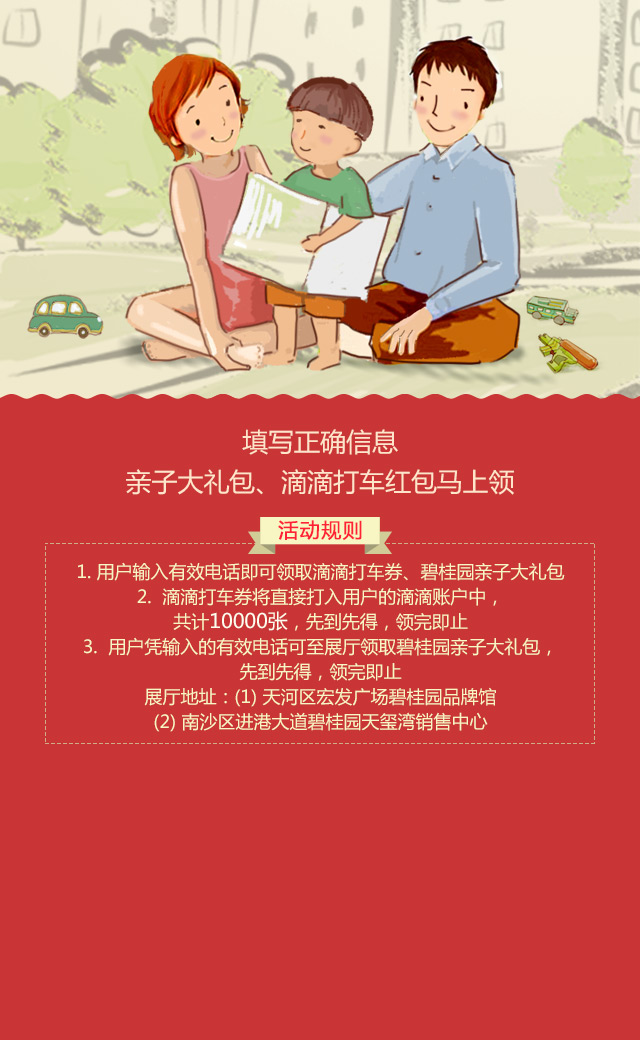 填写正确信息
亲子大礼包、滴滴打车红包马上领
活动规则
1. 用户输入有效电话即可领取滴滴打车券、碧桂园亲子大礼包
2. 滴滴打车券将直接打入用户的滴滴账户中，
共计10000张，先到先得，领完即止
3. 用户凭输入的有效电话可至展厅领取碧桂园亲子大礼包，
先到先得，领完即止
展厅地址：(1) 天河区宏发广场碧桂园品牌馆
(2) 南沙区进港大道碧桂园天玺湾销售中心